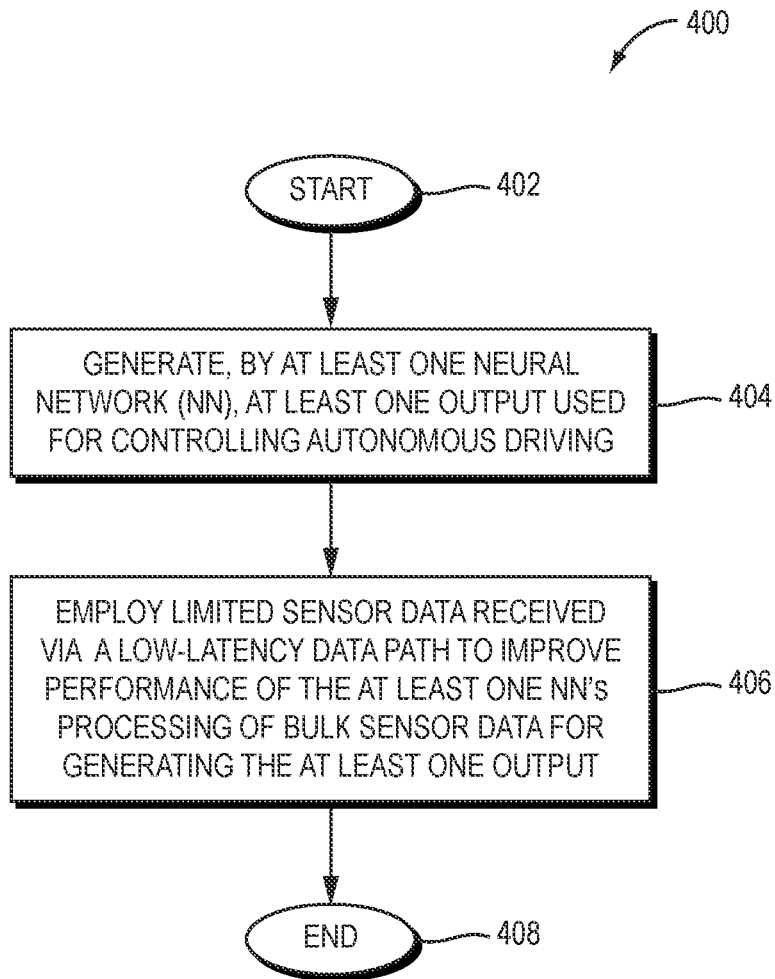 400
START
402
GENERATE, BY AT LEAST ONE NEURAL
NETWORK (NN), AT LEAST ONE OUTPUT USED
FOR CONTROLLING AUTONOMOUS DRIVING
404
EMPLOY LIMITED SENSOR DATA RECEIVED
VIA A LOW-LATENCY DATA PATH TO IMPROVE
PERFORMANCE OF THE AT LEAST ONE NN's
PROCESSING OF BULK SENSOR DATA FOR
GENERATING THE AT LEAST ONE OUTPUT
406
END
408